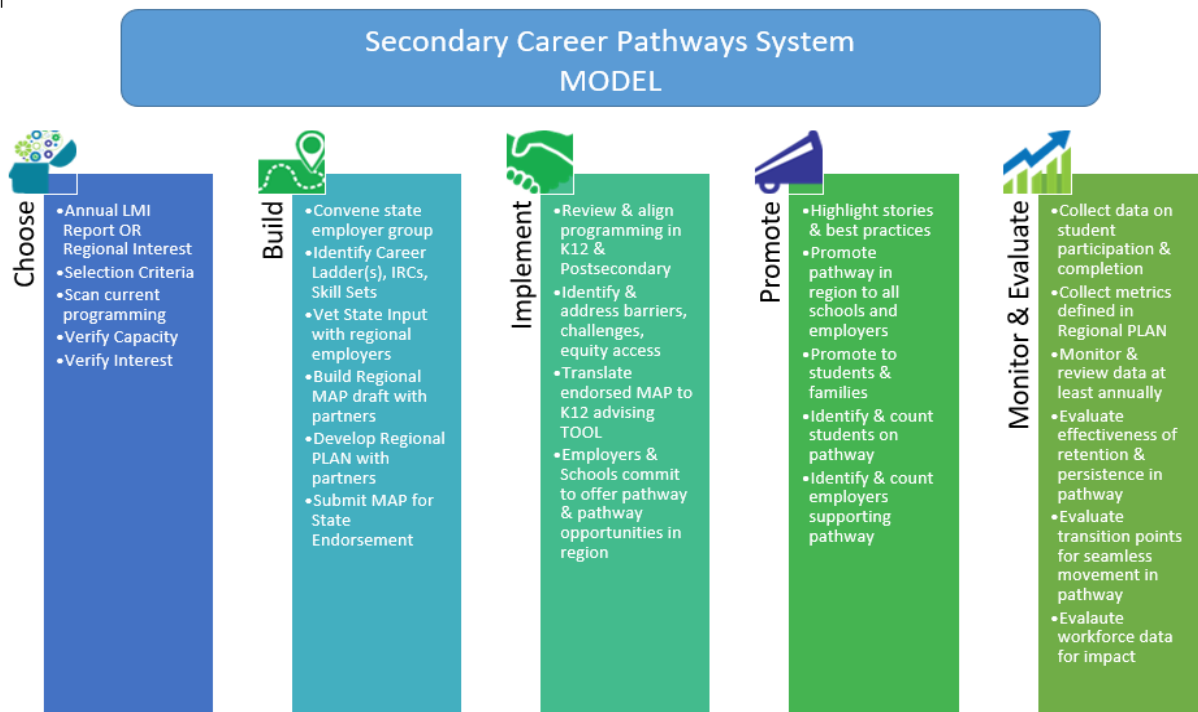 Secondary Career Pathways System
MODEL
Choose
•Annual LMI
Report OR
Regional Interest
•Selection Criteria
•Scan current
programming
•Verify Capacity
•Verify Interest
Build
•Convene state
employer group
•Identify Career
Ladder(s), IRCs,
Skill Sets
•Vet State Input
with regional
employers
•Build Regional
MAP draft with
partners
•Develop Regional
PLAN with
partners
•Submit MAP for
State
Endorsement
Implement
•Review & align
programming in
K12 &
Postsecondary
•Identify &
address barriers,
challenges,
equity access
•Translate
endorsed MAP to
K12 advising
TOOL
•Employers &
Schools commit
to offer pathway
& pathway
opportunities in
region
Promote
•Highlight stories
& best practices
•Promote
pathway in
region to all
schools and
employers
•Promote to
students &
families
•Identify & count
students on
pathway
•Identify & count
employers
supporting
pathway
Monitor & Evaluate
•Collect data on
student
participation &
completion
•Collect metrics
defined in
Regional PLAN
•Monitor &
review data at
least annually
•Evaluate
effectiveness of
retention &
persistence in
pathway
•Evaluate
transition points
for seamless
movement in
pathway
•Evalaute
workforce data
for impact